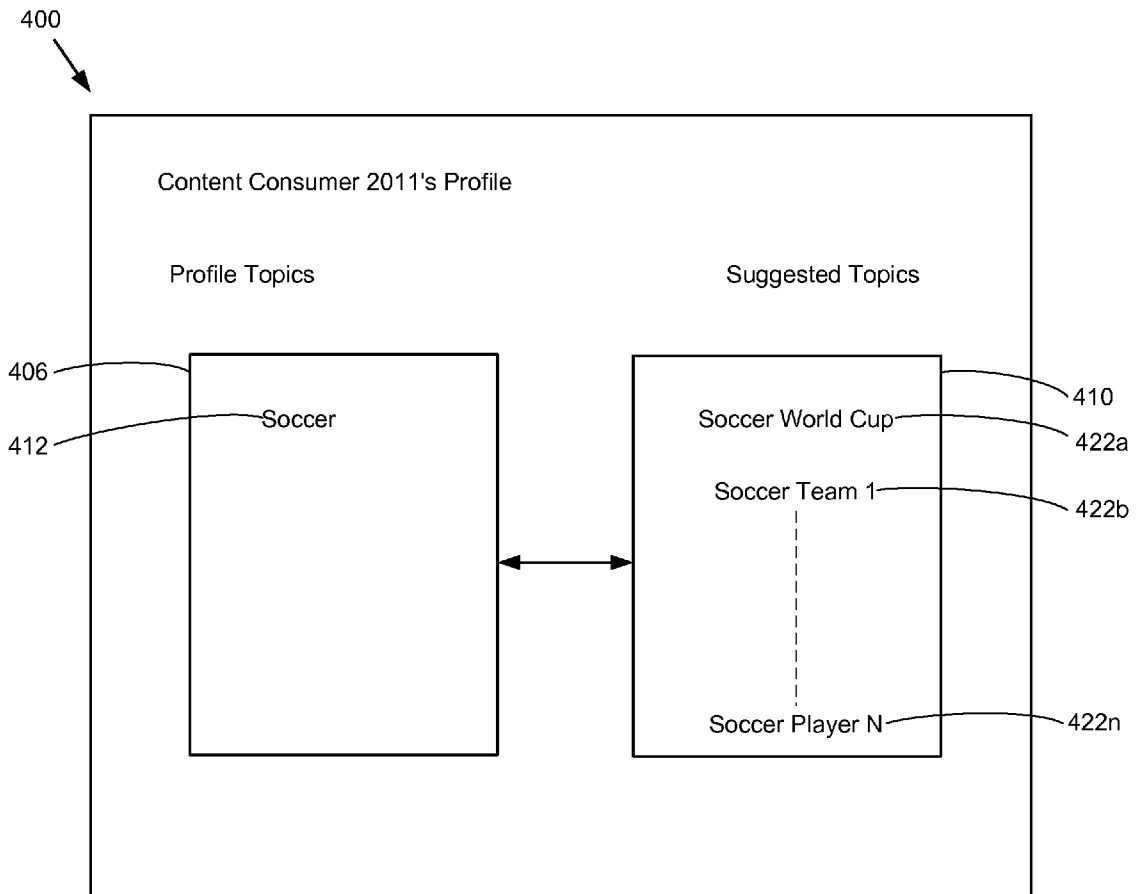 400
Content Consumer 2011's Profile
Profile Topics
Suggested Topics
406
410
Soccer
Soccer World Cup
412
422a
Soccer Team 1
422b
Soccer Player N
422n